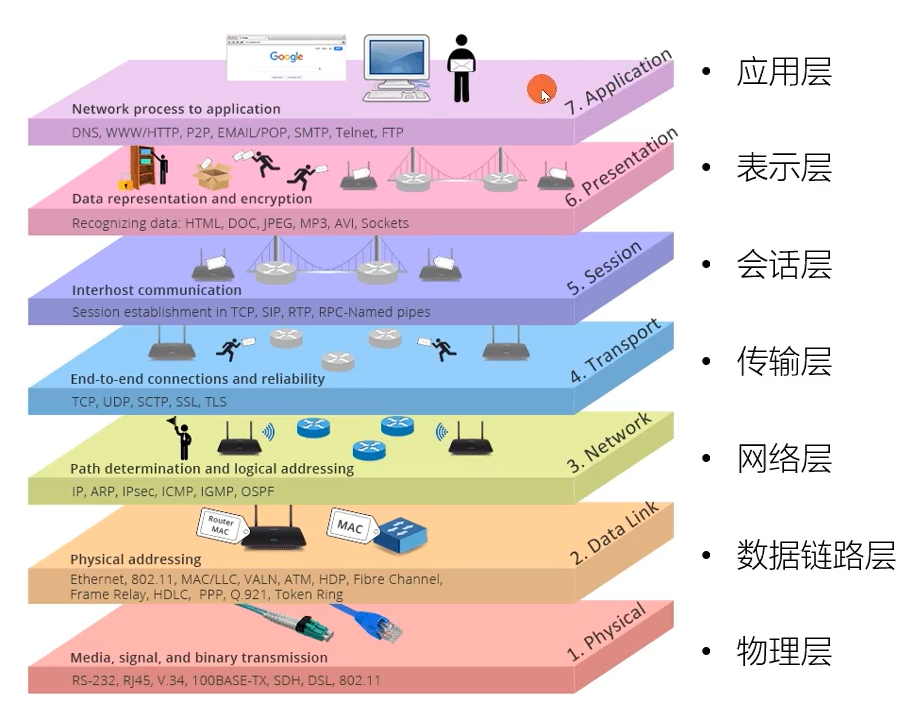 Google
7. Application
Network process to application
DNS, WWW/HTTP, P2P, EMAIL/POP, SMTP, Telnet, FTP
• 应用层
6. Presentation
Data representation and encryption
Recognizing data: HTML, DOC, JPEG, MP3, AVI, Sockets
• 表示层
5. Session
Interhost communication
Session establishment in TCP, SIP, RTP, RPC-Named pipes
• 会话层
4. Transport
End-to-end connections and reliability
TCP, UDP, SCTP, SSL, TLS
• 传输层
3. Network
Path determination and logical addressing
IP, ARP, IPsec, ICMP, IGMP, OSPF
• 网络层
Router
MAC
MAC
2. Data Link
Physical addressing
Ethernet, 802.11, MAC/LLC, VALN, ATM, HDP, Fibre Channel,
Frame Relay, HDLC, PPP, Q.921, Token Ring
• 数据链路层
1. Physical
Media, signal, and binary transmission
RS-232, RJ45, V.34, 100BASE-TX, SDH, DSL, 802.11
• 物理层